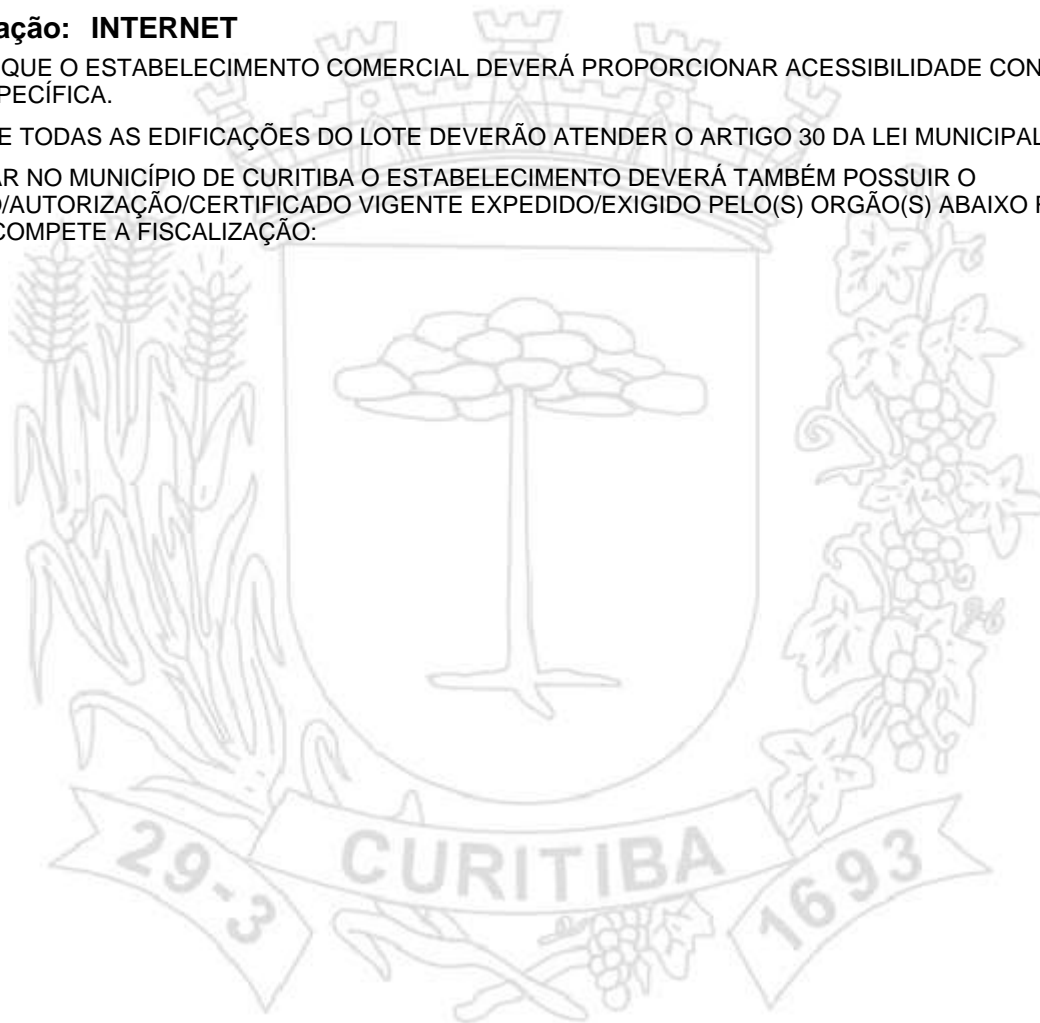 ação: INTERNET
QUE O ESTABELECIMENTO COMERCIAL DEVERÁ PROPORCIONAR ACESSIBILIDADE CON
PECÍFICA.
E TODAS AS EDIFICAÇÕES DO LOTE DEVERÃO ATENDER O ARTIGO 30 DA LEI MUNICIPAL
AR NO MUNICÍPIO DE CURITIBA O ESTABELECIMENTO DEVERÁ TAMBÉM POSSUIR O
O/AUTORIZAÇÃO/CERTIFICADO VIGENTE EXPEDIDO/EXIGIDO PELO(S) ORGÃO(S) ABAIXO
COMPETE A FISCALIZAÇÃO:
29-3 CURITIBA 1693